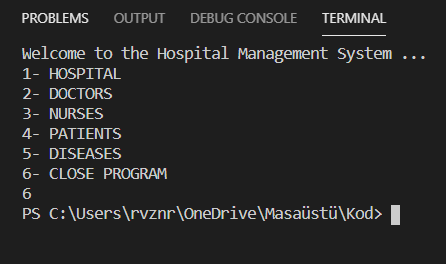 PROBLEMS OUTPUT DEBUG CONSOLE TERMINAL
Welcome to the Hospital Management System ...
1- HOSPITAL
2- DOCTORS
3- NURSES
4- PATIENTS
5- DISEASES
6- CLOSE PROGRAM
6
PS C:\Users\rvznr\OneDrive\Masaüstü\Kod>